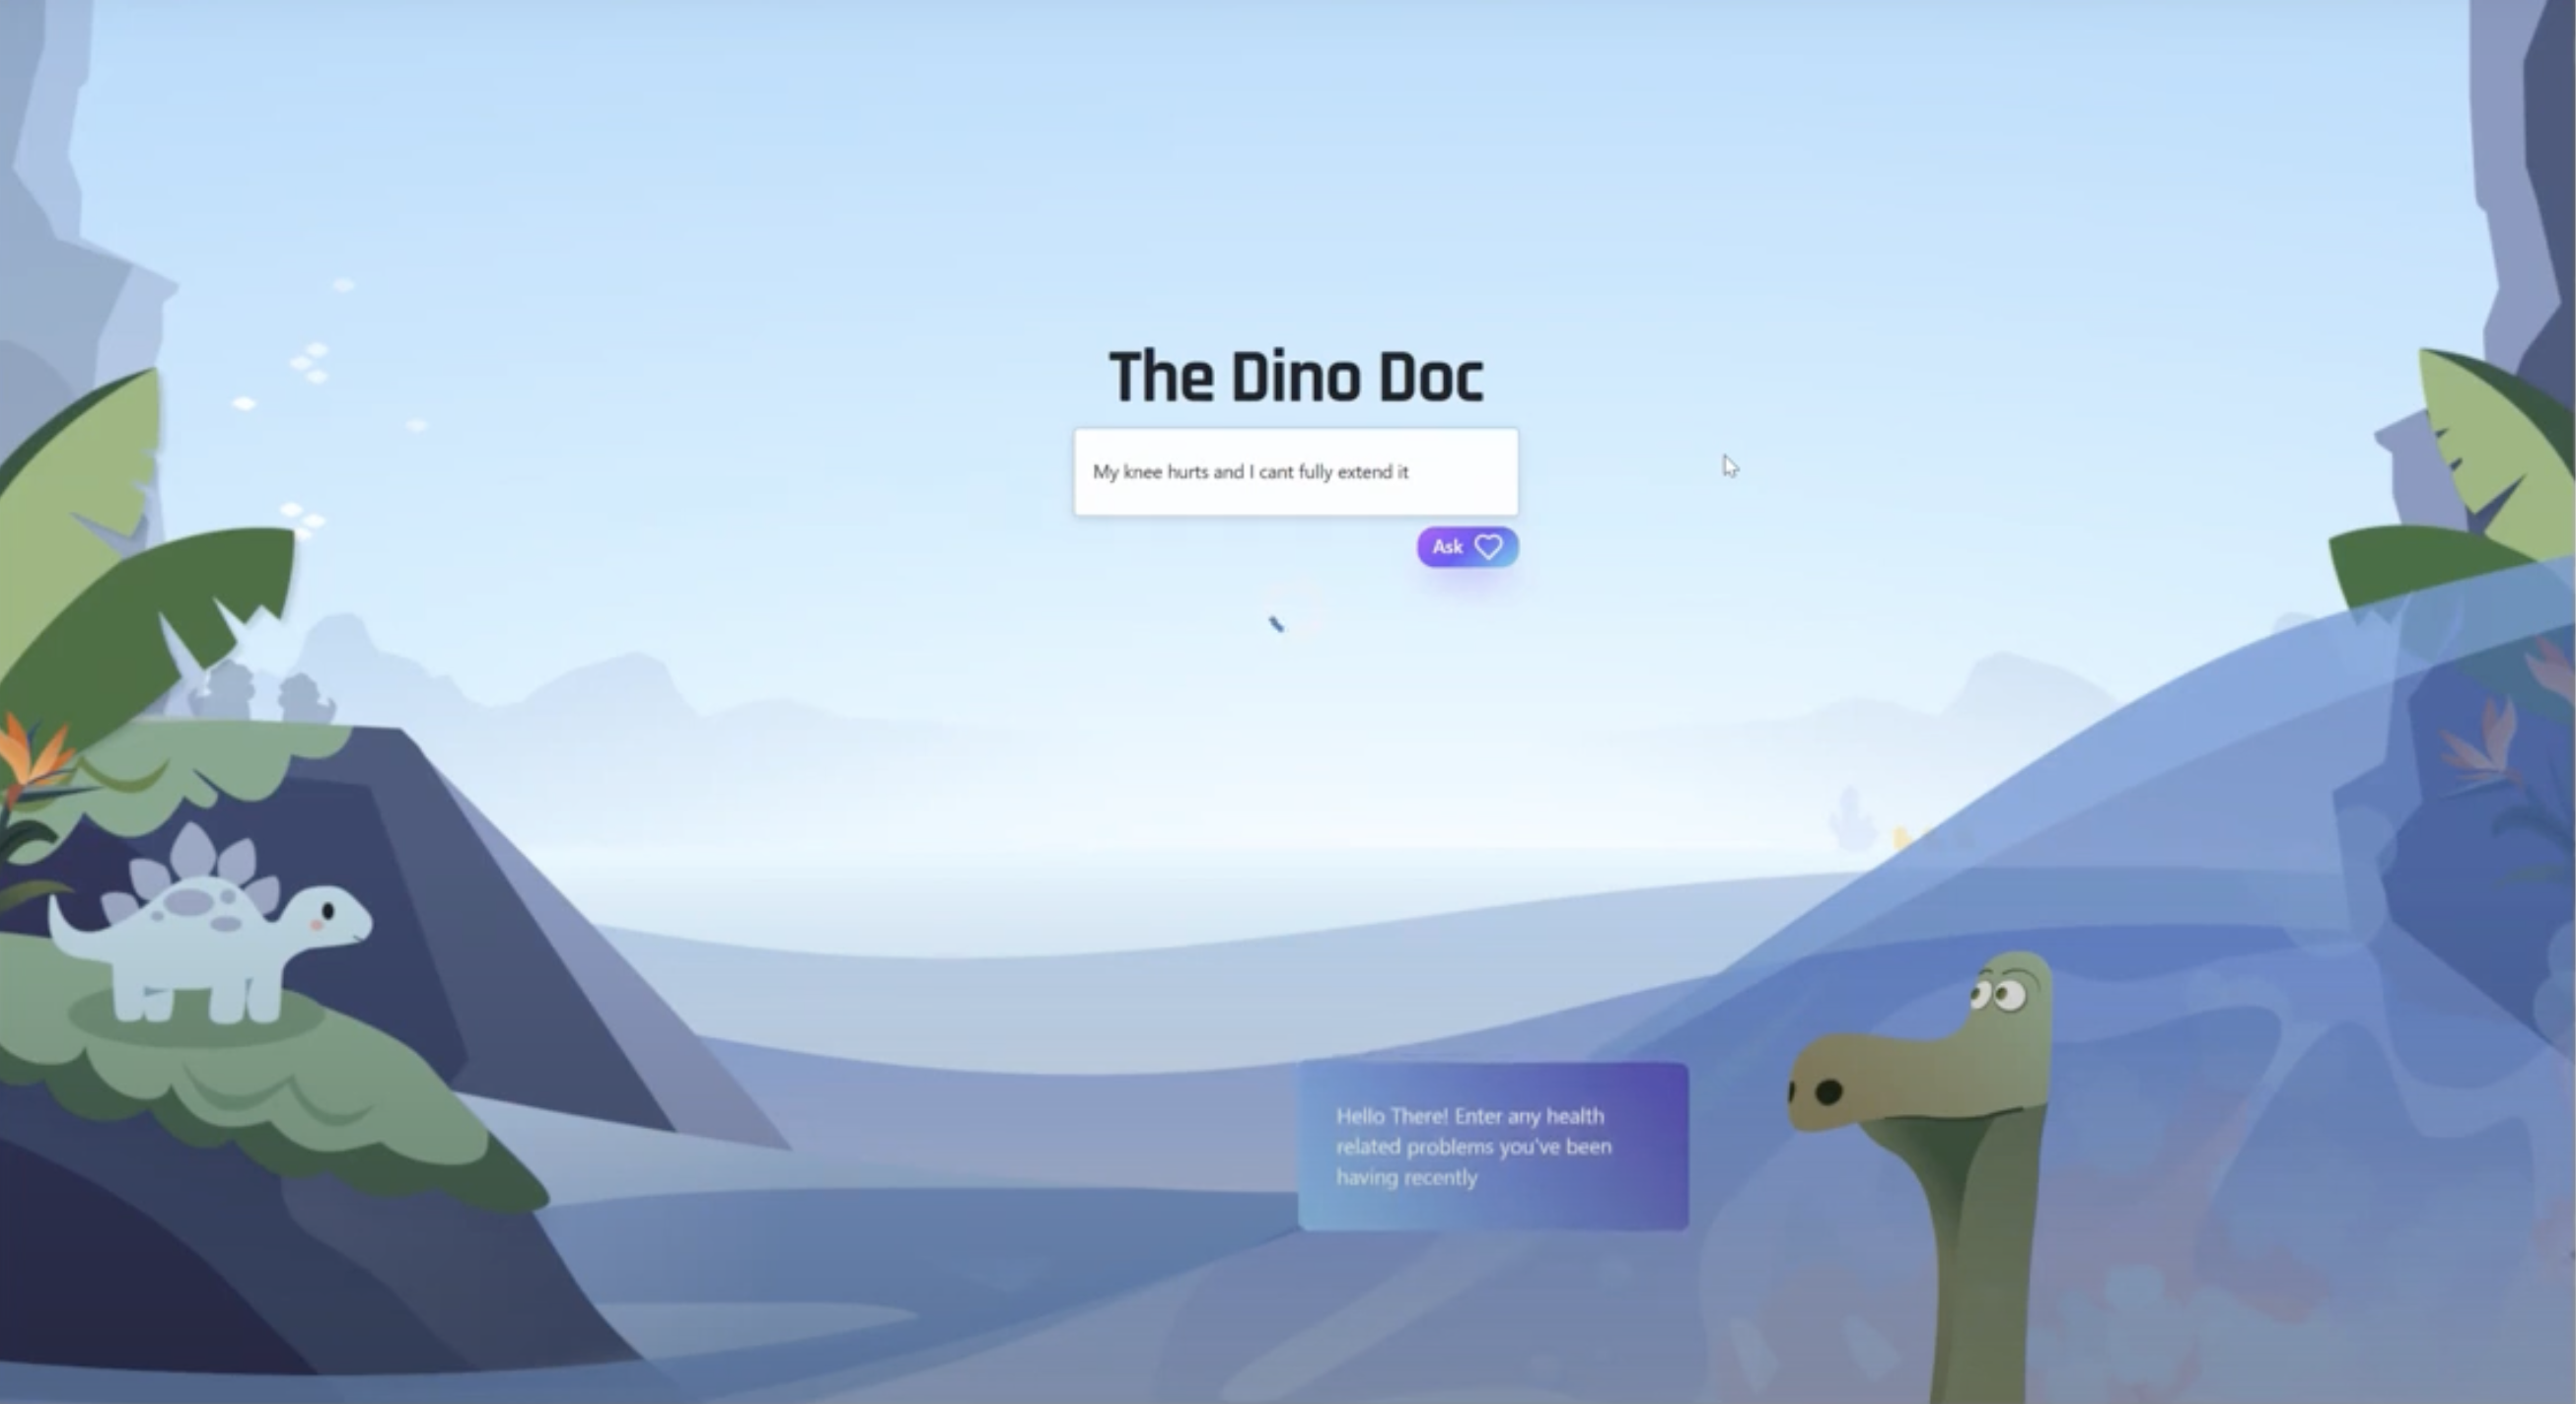 The Dino Doc
My knee hurts and I cant fully extend it
Ask
Hello There! Enter any health
related problems you've been
having recently